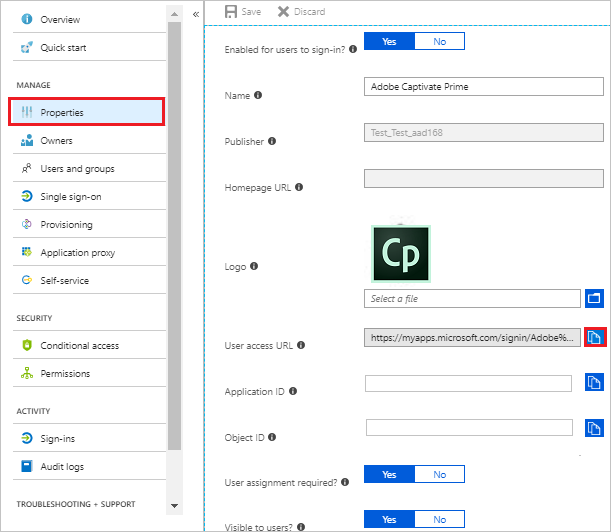 Overview
Quick start
MANAGE
Properties
Owners
Users and groups
Single sign-on
Provisioning
Application proxy
Self-service
SECURITY
Conditional access
Permissions
ACTIVITY
Sign-ins
Audit logs
TROUBLESHOOTING + SUPPORT
«
Save Discard
Enabled for users to sign-in? Yes No
Name Adobe Captivate Prime
Publisher Test_Test_aad168
Homepage URL
Cp
Logo
Select a file
User access URL https://myapps.microsoft.com/signin/Adobe%...
Application ID
Object ID
User assignment required? Yes No
Visible to users? Yes No